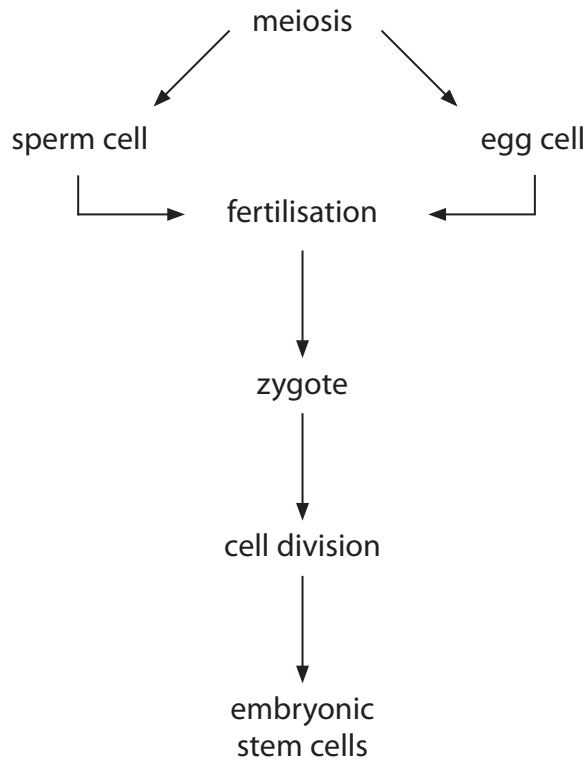 meiosis
sperm cell
egg cell
fertilisation
zygote
cell division
embryonic
stem cells